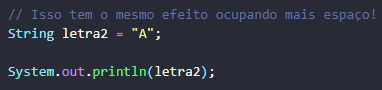 // Isso tem o mesmo efeito ocupando mais espaço!
String letra2 = "A";
System.out.println(letra2);